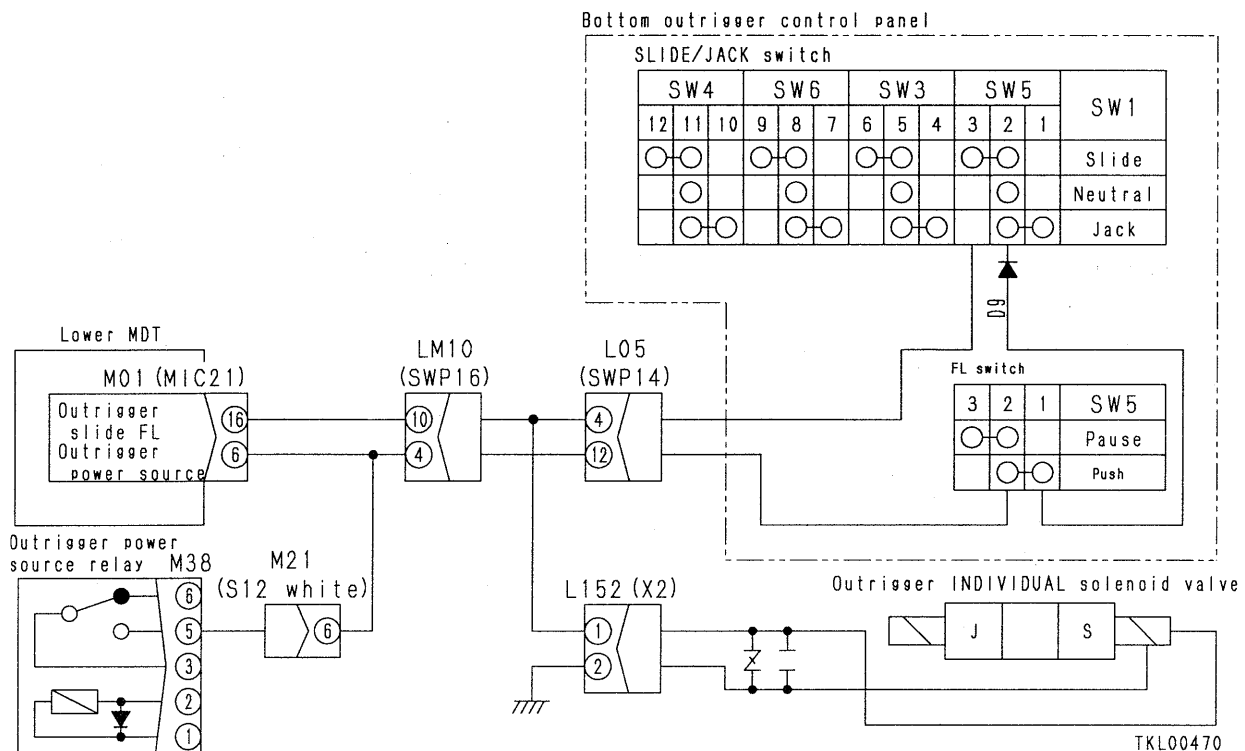 Bottom outrigger control panel
SLIDE/JACK switch
SW4 SW6 SW3 SW5 SW1
12 11 10 9 8 7 6 5 4 3 2 1
Slide
Neutral
Jack
D9
Lower MDT
M01 (MIC21)
LM10
(SWP16)
L05
(SWP14)
FL switch
3 2 1 SW5
Pause
Push
Outrigger
slide FL
16 10 4
Outrigger
power source
6 4 12
Outrigger power
source relay
M38
M21
(S12 white)
6
6
5
3
2
1
L152 (X2)
1
2
Outrigger INDIVIDUAL solenoid valve
J S
TKL00470